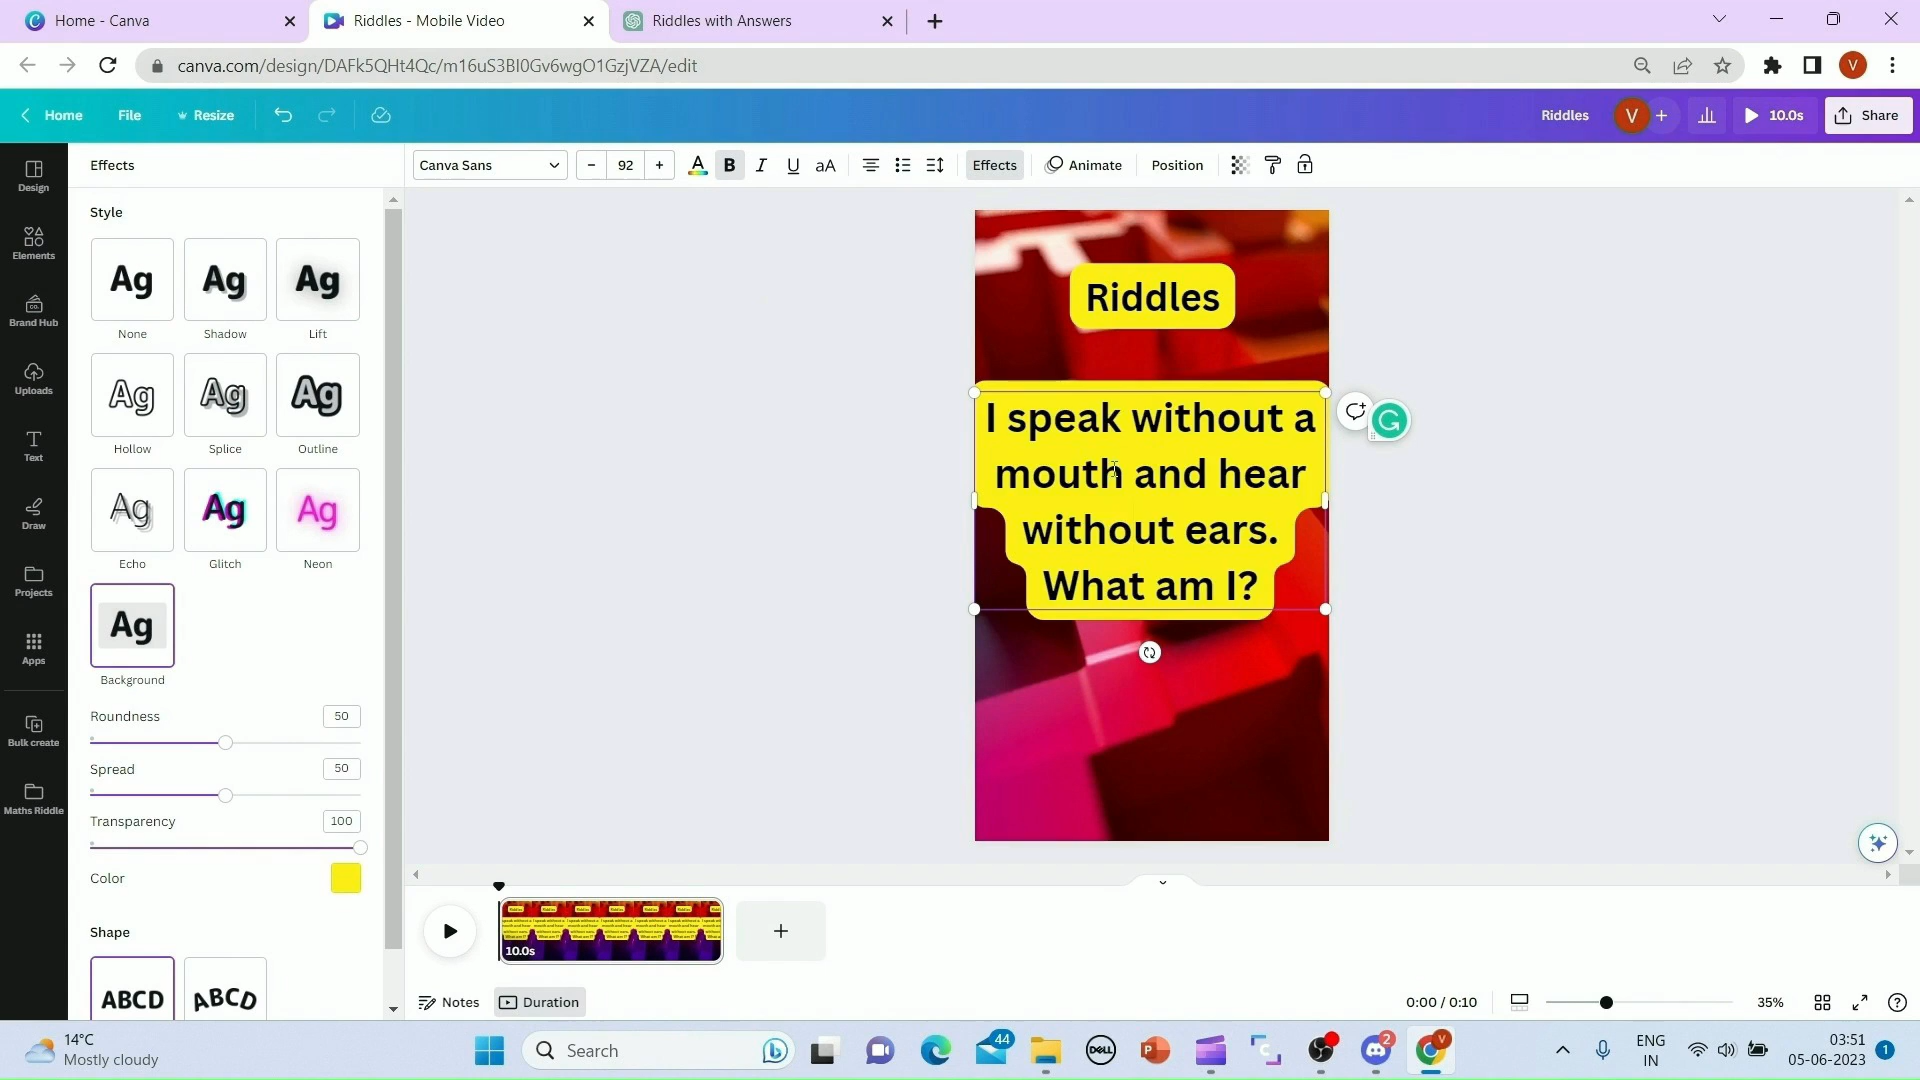 Home - Canva
Riddles - Mobile Video
Riddles with Answers
canva.com/design/DAFk5QHt4Qc/m16uS3BI0Gv6wgO1GzjVZA/edit
V
Home
File
Resize
Riddles
V
10.0s
Share
Effects
Canva Sans
92
B
I
U
aA
Effects
Animate
Position
Design
Elements
Brand Hub
Uploads
Text
Draw
Projects
Apps
Bulk create
Maths Riddle
Style
Ag
Ag
Ag
None
Shadow
Lift
Ag
Ag
Ag
Hollow
Splice
Outline
Ag
Ag
Ag
Echo
Glitch
Neon
Ag
Background
Roundness
50
Spread
50
Transparency
100
Color
Shape
ABCD
ABCD
Riddles
I speak without a
mouth and hear
without ears.
What am I?
10.0s
Notes
Duration
0:00 / 0:10
35%
14°C
Mostly cloudy
Search
44
DELL
2
V
ENG
IN
03:51
05-06-2023
1